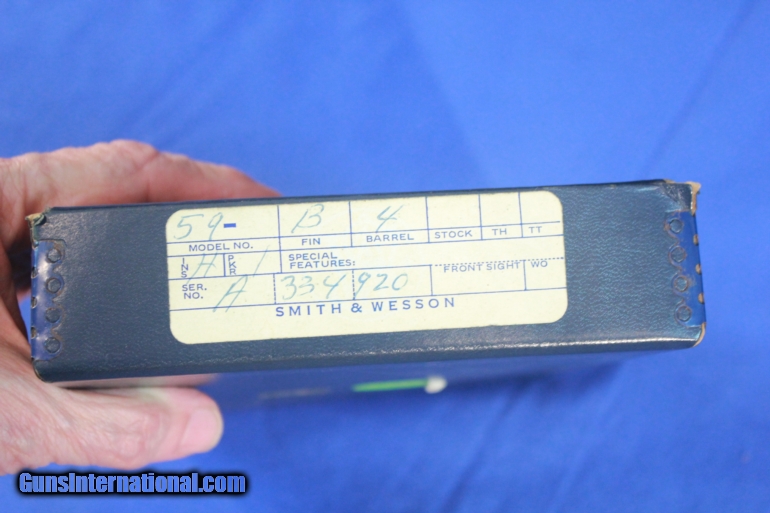 59- B 4
MODEL NO. FIN BARREL STOCK TH TT
INS H PKR 1 SPECIAL FEATURES:
SER. NO. A 334 920 FRONT SIGHT WO
SMITH & WESSON
GunsInternational.com